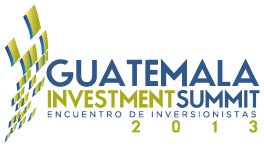 GUATEMALA
INVESTMENT SUMMIT
ENCUENTRO DE INVERSIONISTAS
2013